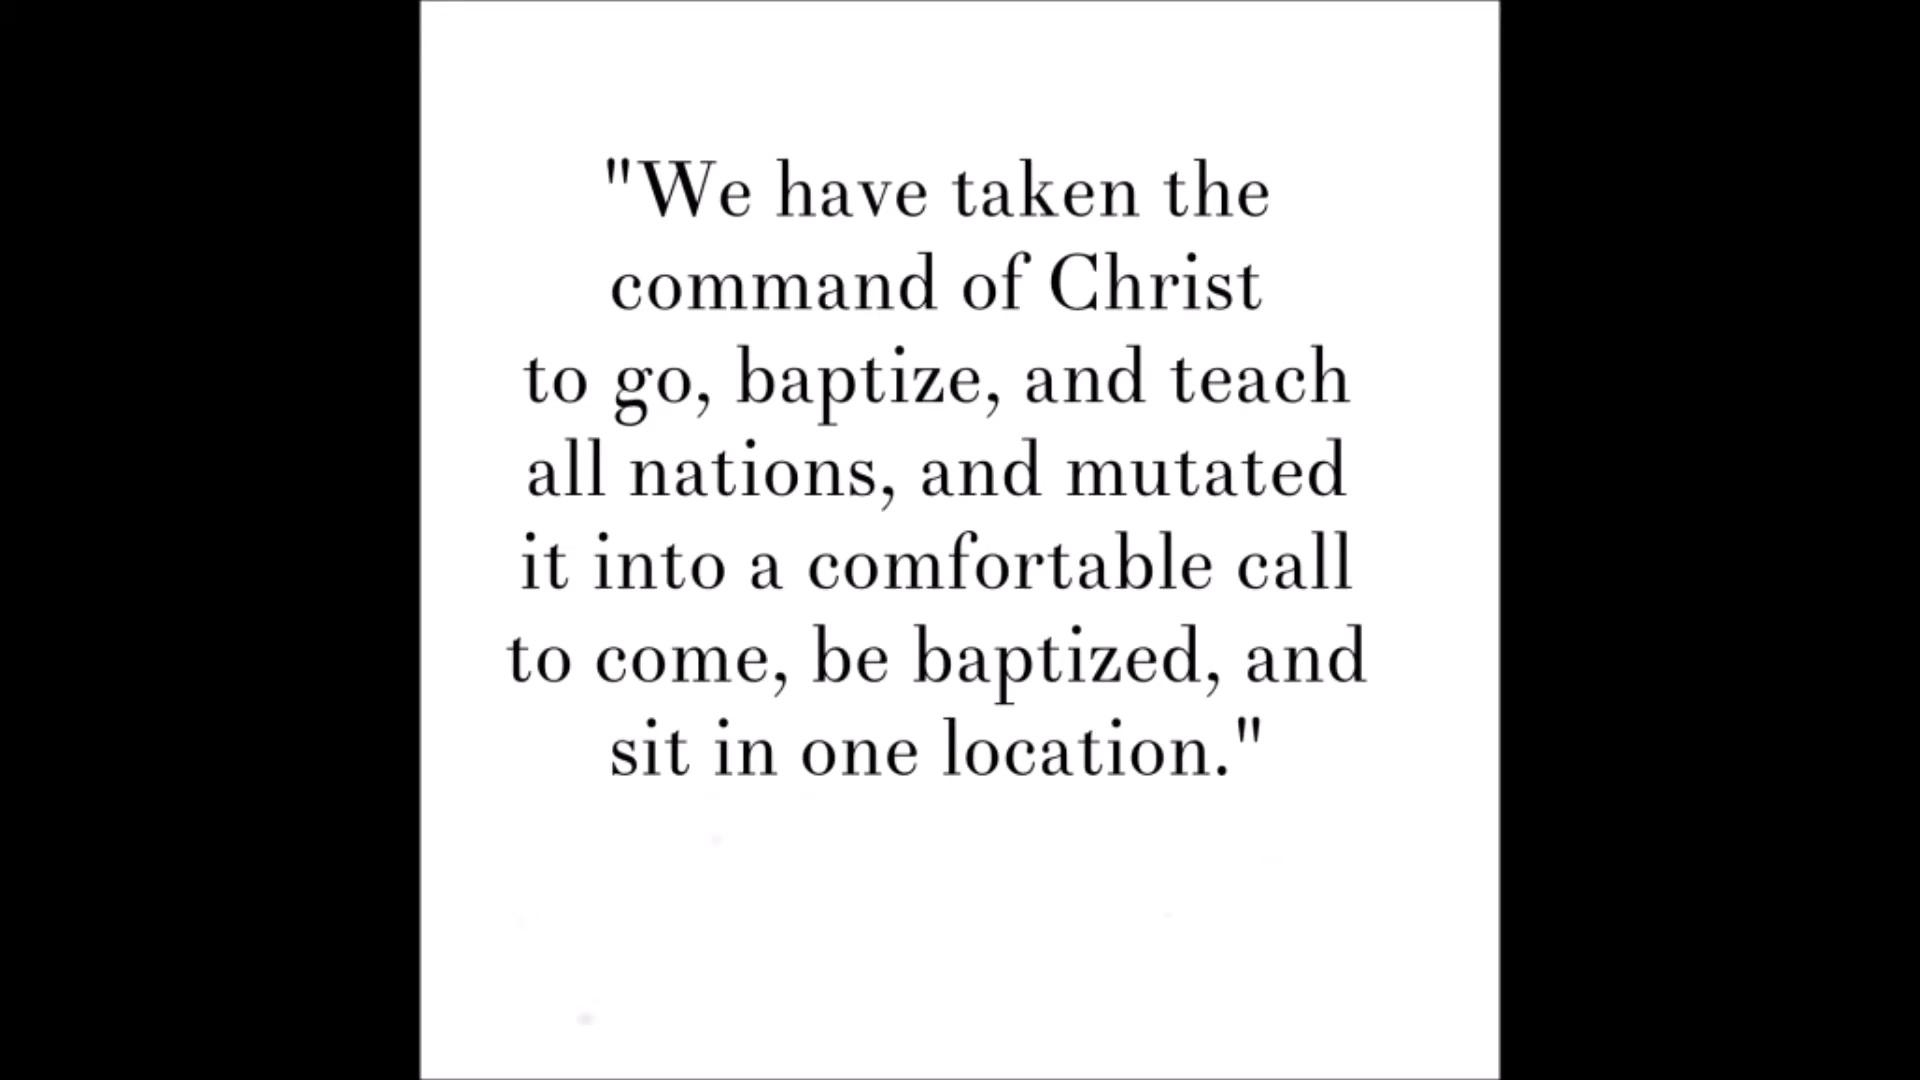 "We have taken the
command of Christ
to go, baptize, and teach
all nations, and mutated
it into a comfortable call
to come, be baptized, and
sit in one location."